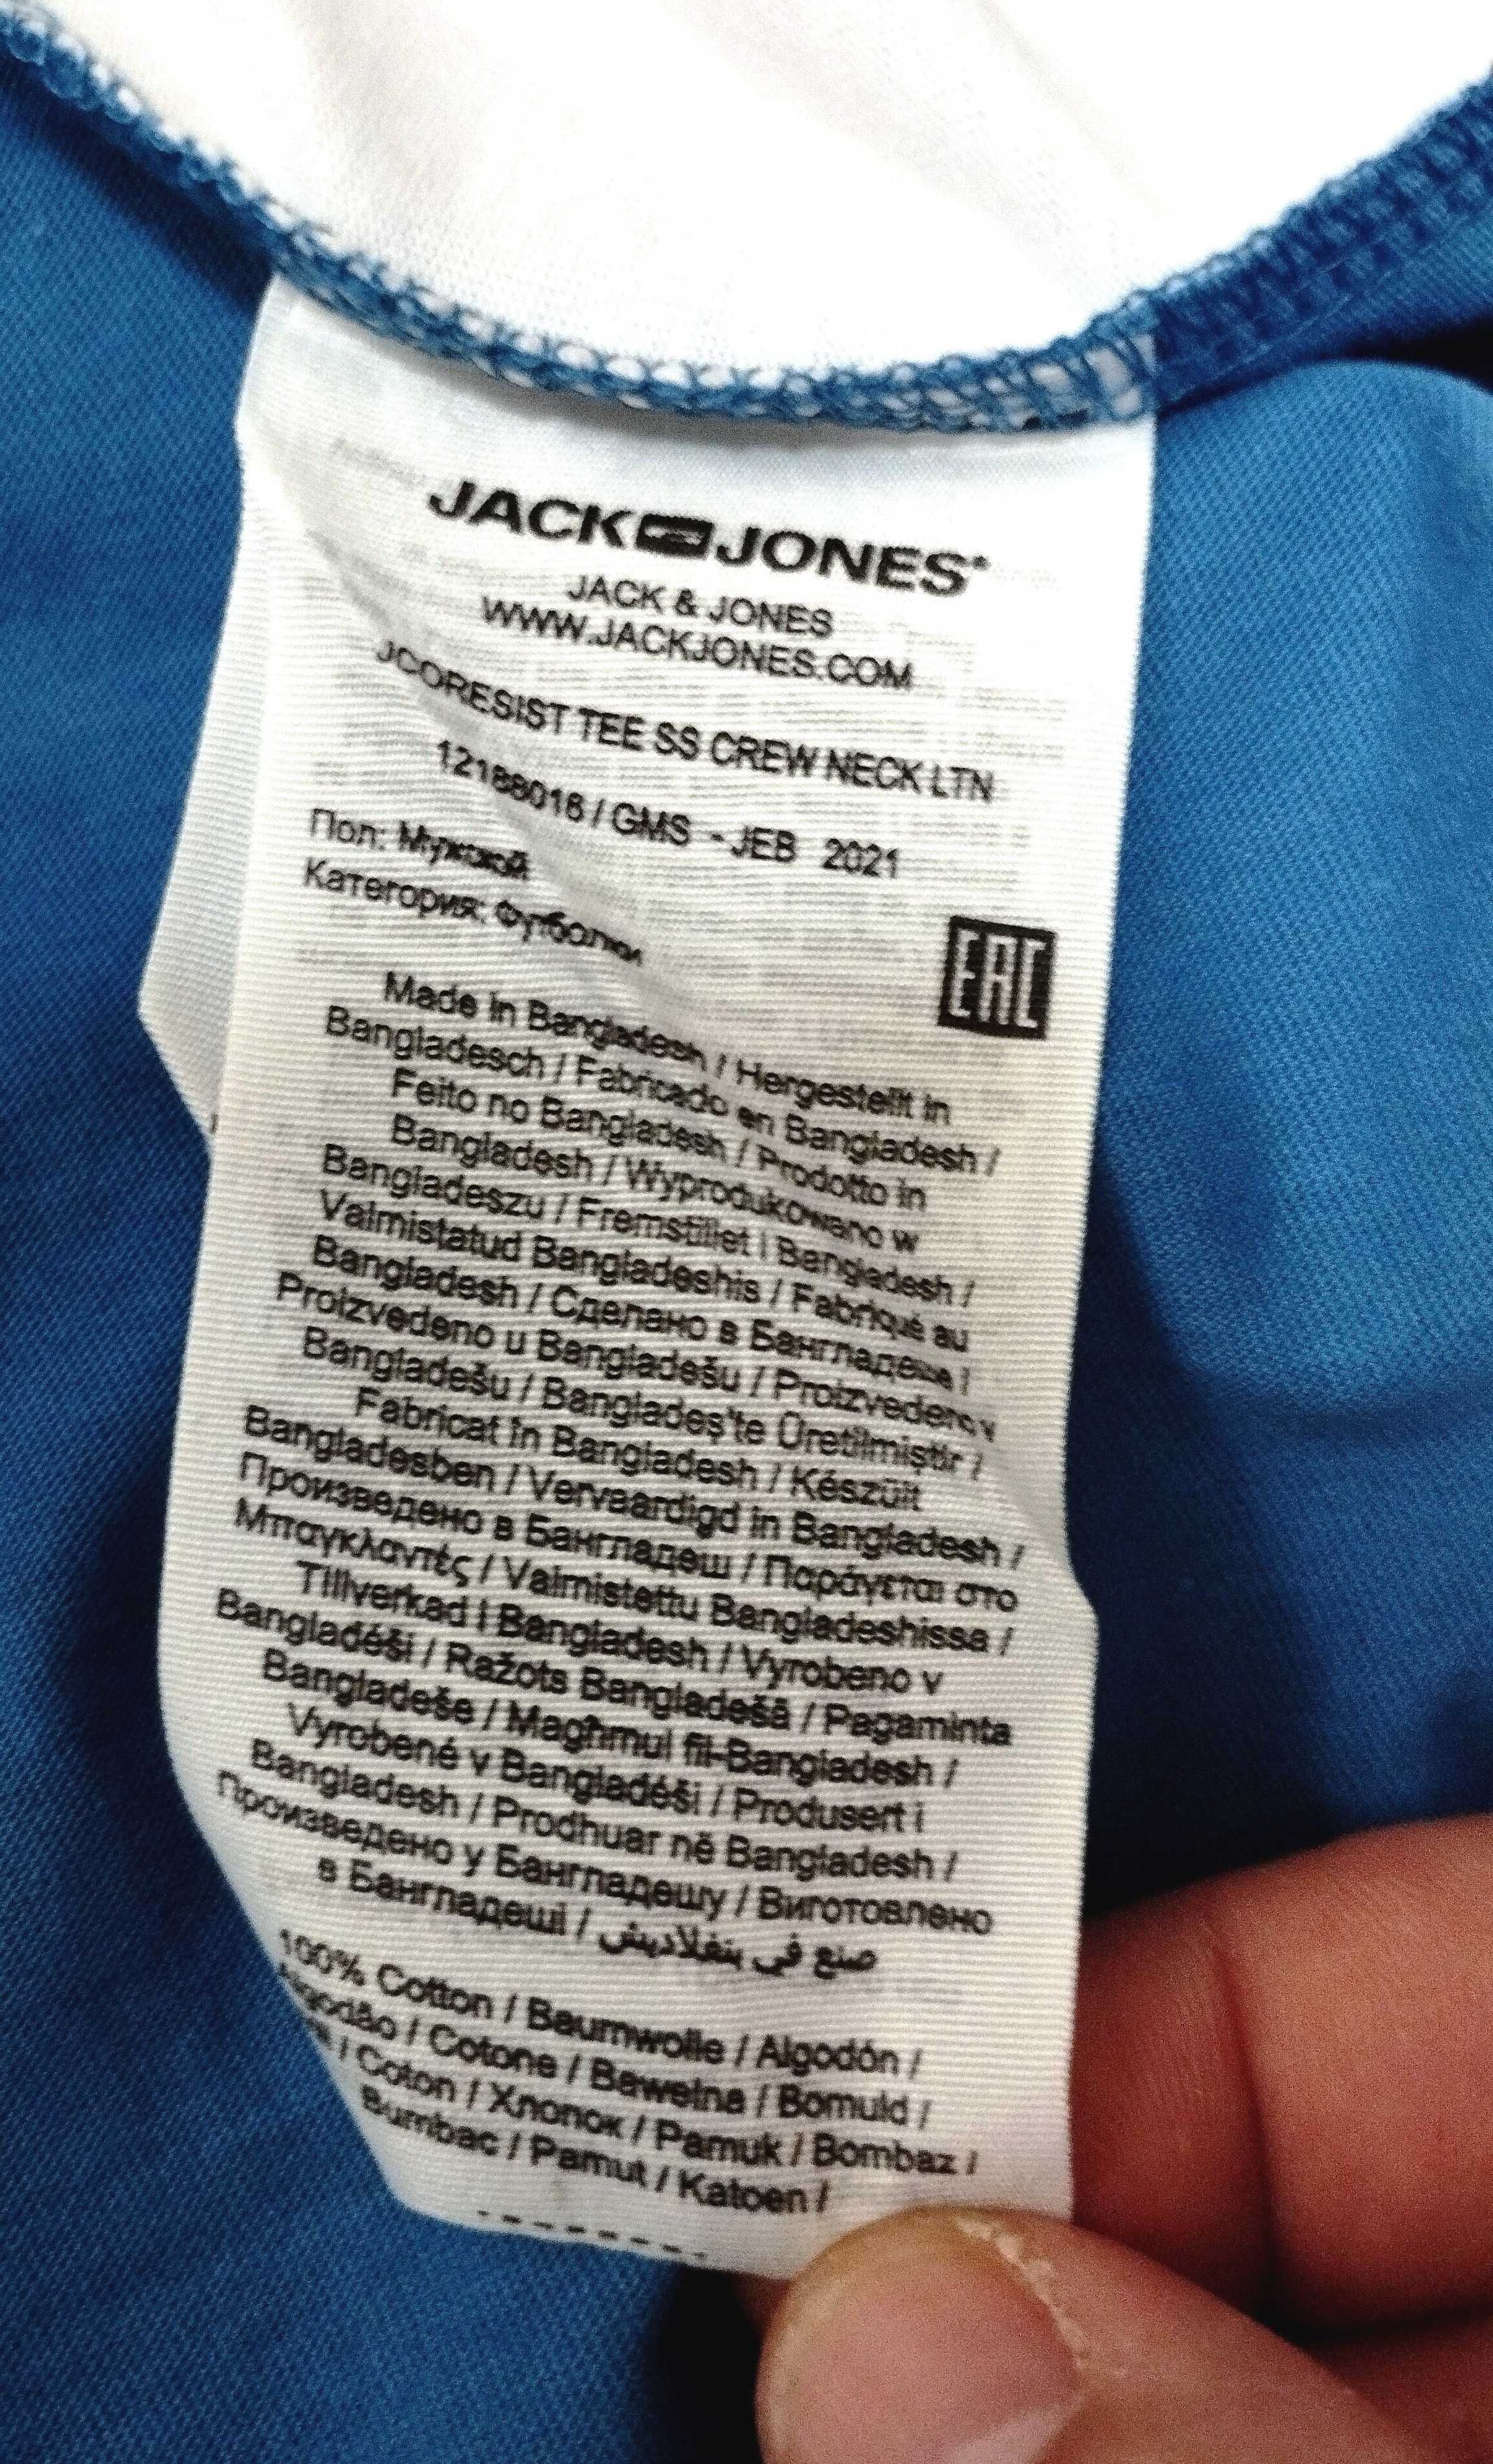 JACK JONES
JACK & JONES
WWW.JACKJONES.COM
JCORESIST TEE SS CREW NECK LTN
12188016 / GMS - JEB 2021
Пол: Мужской
Категория: Футболки
EAC
Made in Bangladesh / Hergestellt in
Bangladesch / Fabricado en Bangladesh /
Feito no Bangladesh / Prodotto in
Bangladesh / Wyprodukowano w
Bangladeszu / Fremstillet i Bangladesh /
Valmistatud Bangladeshis / Fabriqué au
Bangladesh / Сделано в Бангладеше /
Proizvedeno u Bangladešu / Proizvedeno v
Bangladešu / Bangladeş'te Üretilmiştir /
Fabricat în Bangladesh / Készült
Bangladesben / Vervaardigd in Bangladesh /
Произведено в Бангладеш / Παράγεται στο
Μπαγκλαντές / Valmistettu Bangladeshissa /
Tillverkad i Bangladesh / Vyrobeno v
Bangladéši / Ražots Bangladešā / Pagaminta
Bangladeše / Magħmul fil-Bangladesh /
Vyrobené v Bangladéši / Produsert i
Bangladesh / Prodhuar në Bangladesh /
Произведено у Бангладешу / Виготовлено
в Бангладеші / صنع في بنغلاديش
100% Cotton / Baumwolle / Algodón /
Algodão / Cotone / Bawełna / Bomuld /
/ Coton / Хлопок / Pamuk / Bombaz /
Bumbac / Pamut / Katoen /